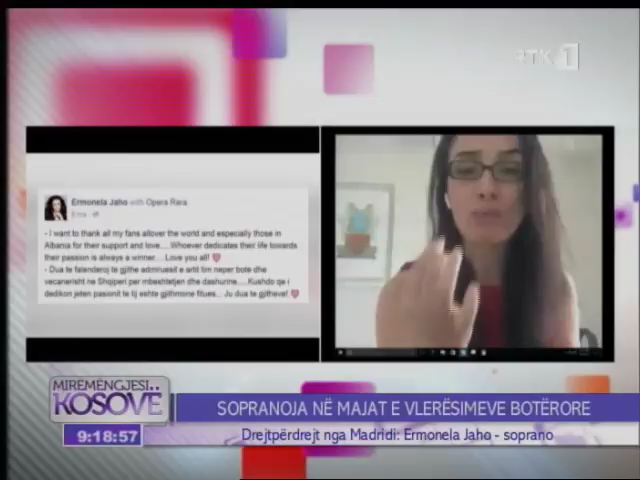 RTK 1
Ermonela Jaho with Opera Rara
- I want to thank all my fans allover the world and especially those in
Albania for their support and love.... Whoever dedicates their life towards
their passion is always a winner.... Love you all!
- Dua te falenderoj te gjithe admiruesit e artit tim neper bote dhe
vecanerisht ne Shqiperi per mbeshtetjen dhe dashurine.....Kushdo qe i
dedikon jeten pasionit te tij eshte gjithmone fitues... Ju dua te gjitheve!
MIRËMËNGJESI..
KOSOVË
9:18:57
SOPRANOJA NË MAJAT E VLERËSIMEVE BOTËRORE
Drejtpërdrejt nga Madridi: Ermonela Jaho - soprano